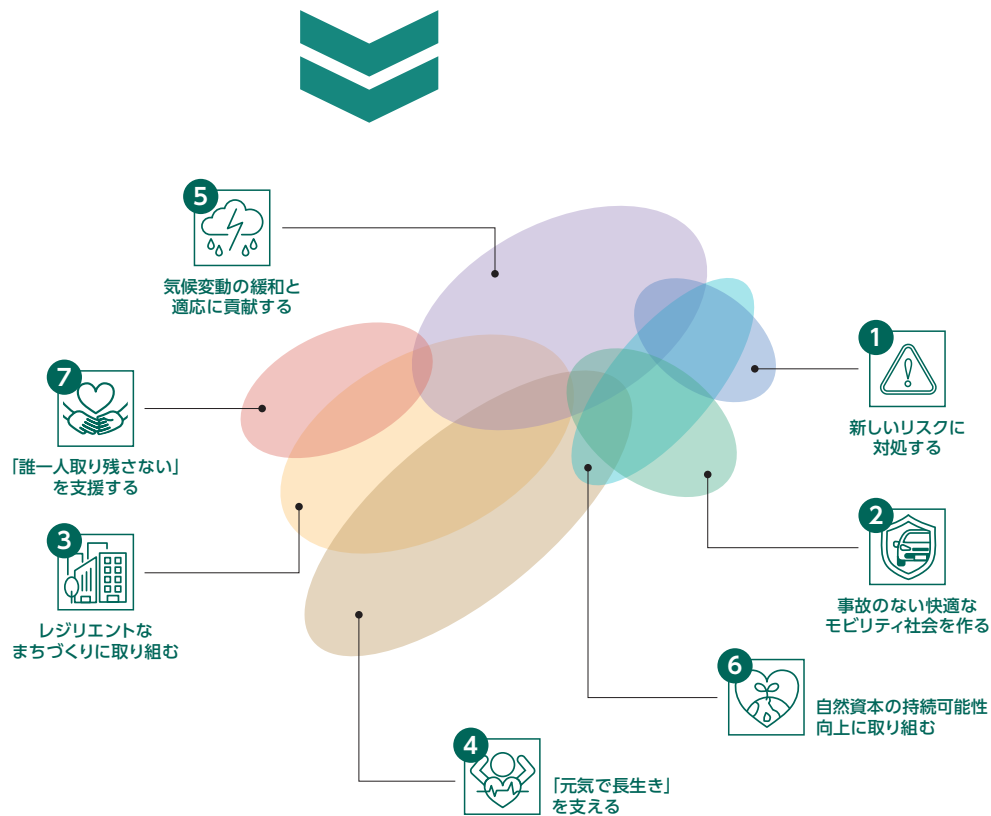 5
気候変動の緩和と
適応に貢献する
7
「誰一人取り残さない」
を支援する
3
レジリエントな
まちづくりに取り組む
4
「元気で長生き」
を支える
1
新しいリスクに
対処する
2
事故のない快適な
モビリティ社会を作る
6
自然資本の持続可能性
向上に取り組む